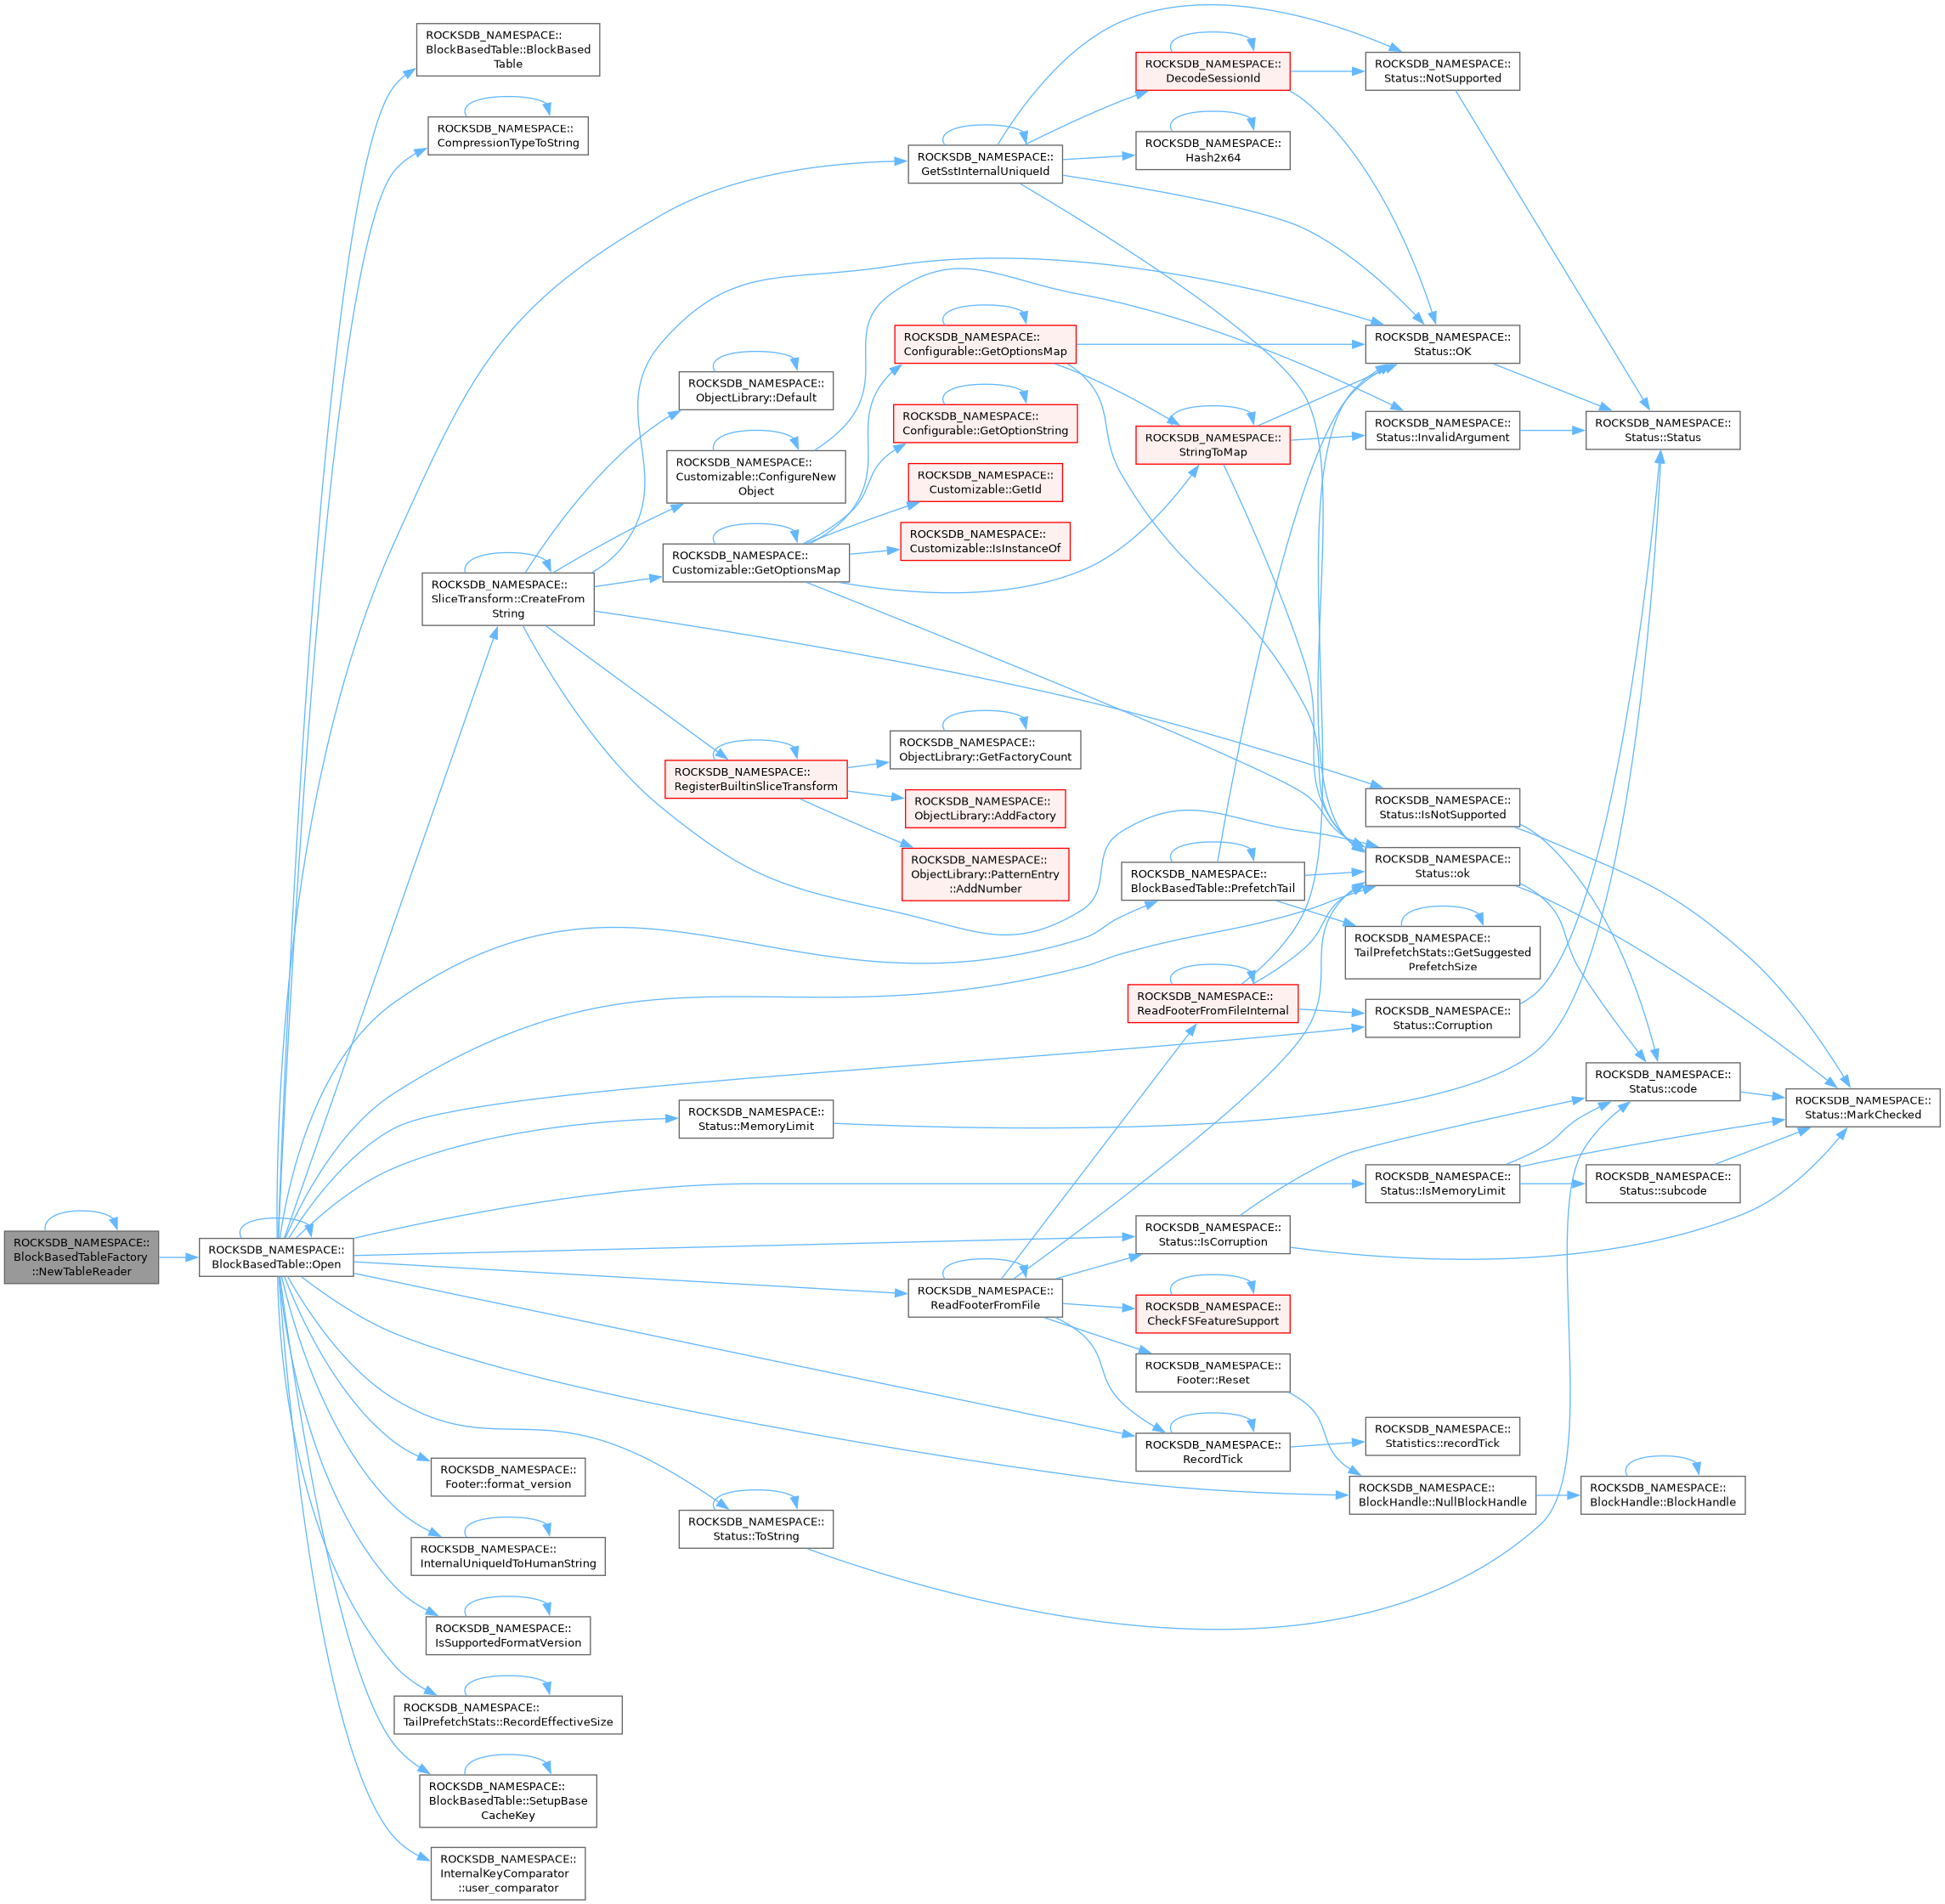 ROCKSDB_NAMESPACE::
BlockBasedTable::BlockBased
Table
ROCKSDB_NAMESPACE::
CompressionTypeToString
ROCKSDB_NAMESPACE::
GetSstInternalUniqueId
ROCKSDB_NAMESPACE::
DecodeSessionId
ROCKSDB_NAMESPACE::
Hash2x64
ROCKSDB_NAMESPACE::
Status::NotSupported
ROCKSDB_NAMESPACE::
Configurable::GetOptionsMap
ROCKSDB_NAMESPACE::
Status::OK
ROCKSDB_NAMESPACE::
ObjectLibrary::Default
ROCKSDB_NAMESPACE::
Configurable::GetOptionString
ROCKSDB_NAMESPACE::
StringToMap
ROCKSDB_NAMESPACE::
Status::InvalidArgument
ROCKSDB_NAMESPACE::
Status::Status
ROCKSDB_NAMESPACE::
Customizable::ConfigureNew
Object
ROCKSDB_NAMESPACE::
Customizable::GetId
ROCKSDB_NAMESPACE::
Customizable::IsInstanceOf
ROCKSDB_NAMESPACE::
Customizable::GetOptionsMap
ROCKSDB_NAMESPACE::
SliceTransform::CreateFrom
String
ROCKSDB_NAMESPACE::
ObjectLibrary::GetFactoryCount
ROCKSDB_NAMESPACE::
RegisterBuiltinSliceTransform
ROCKSDB_NAMESPACE::
ObjectLibrary::AddFactory
ROCKSDB_NAMESPACE::
ObjectLibrary::PatternEntry
::AddNumber
ROCKSDB_NAMESPACE::
Status::IsNotSupported
ROCKSDB_NAMESPACE::
BlockBasedTable::PrefetchTail
ROCKSDB_NAMESPACE::
Status::ok
ROCKSDB_NAMESPACE::
TailPrefetchStats::GetSuggested
PrefetchSize
ROCKSDB_NAMESPACE::
ReadFooterFromFileInternal
ROCKSDB_NAMESPACE::
Status::Corruption
ROCKSDB_NAMESPACE::
Status::code
ROCKSDB_NAMESPACE::
Status::MarkChecked
ROCKSDB_NAMESPACE::
Status::MemoryLimit
ROCKSDB_NAMESPACE::
Status::IsMemoryLimit
ROCKSDB_NAMESPACE::
Status::subcode
ROCKSDB_NAMESPACE::
BlockBasedTableFactory
::NewTableReader
ROCKSDB_NAMESPACE::
BlockBasedTable::Open
ROCKSDB_NAMESPACE::
Status::IsCorruption
ROCKSDB_NAMESPACE::
ReadFooterFromFile
ROCKSDB_NAMESPACE::
CheckFSFeatureSupport
ROCKSDB_NAMESPACE::
Footer::Reset
ROCKSDB_NAMESPACE::
RecordTick
ROCKSDB_NAMESPACE::
Statistics::recordTick
ROCKSDB_NAMESPACE::
Footer::format_version
ROCKSDB_NAMESPACE::
BlockHandle::NullBlockHandle
ROCKSDB_NAMESPACE::
BlockHandle::BlockHandle
ROCKSDB_NAMESPACE::
Status::ToString
ROCKSDB_NAMESPACE::
InternalUniqueIdToHumanString
ROCKSDB_NAMESPACE::
IsSupportedFormatVersion
ROCKSDB_NAMESPACE::
TailPrefetchStats::RecordEffectiveSize
ROCKSDB_NAMESPACE::
BlockBasedTable::SetupBase
CacheKey
ROCKSDB_NAMESPACE::
InternalKeyComparator
::user_comparator